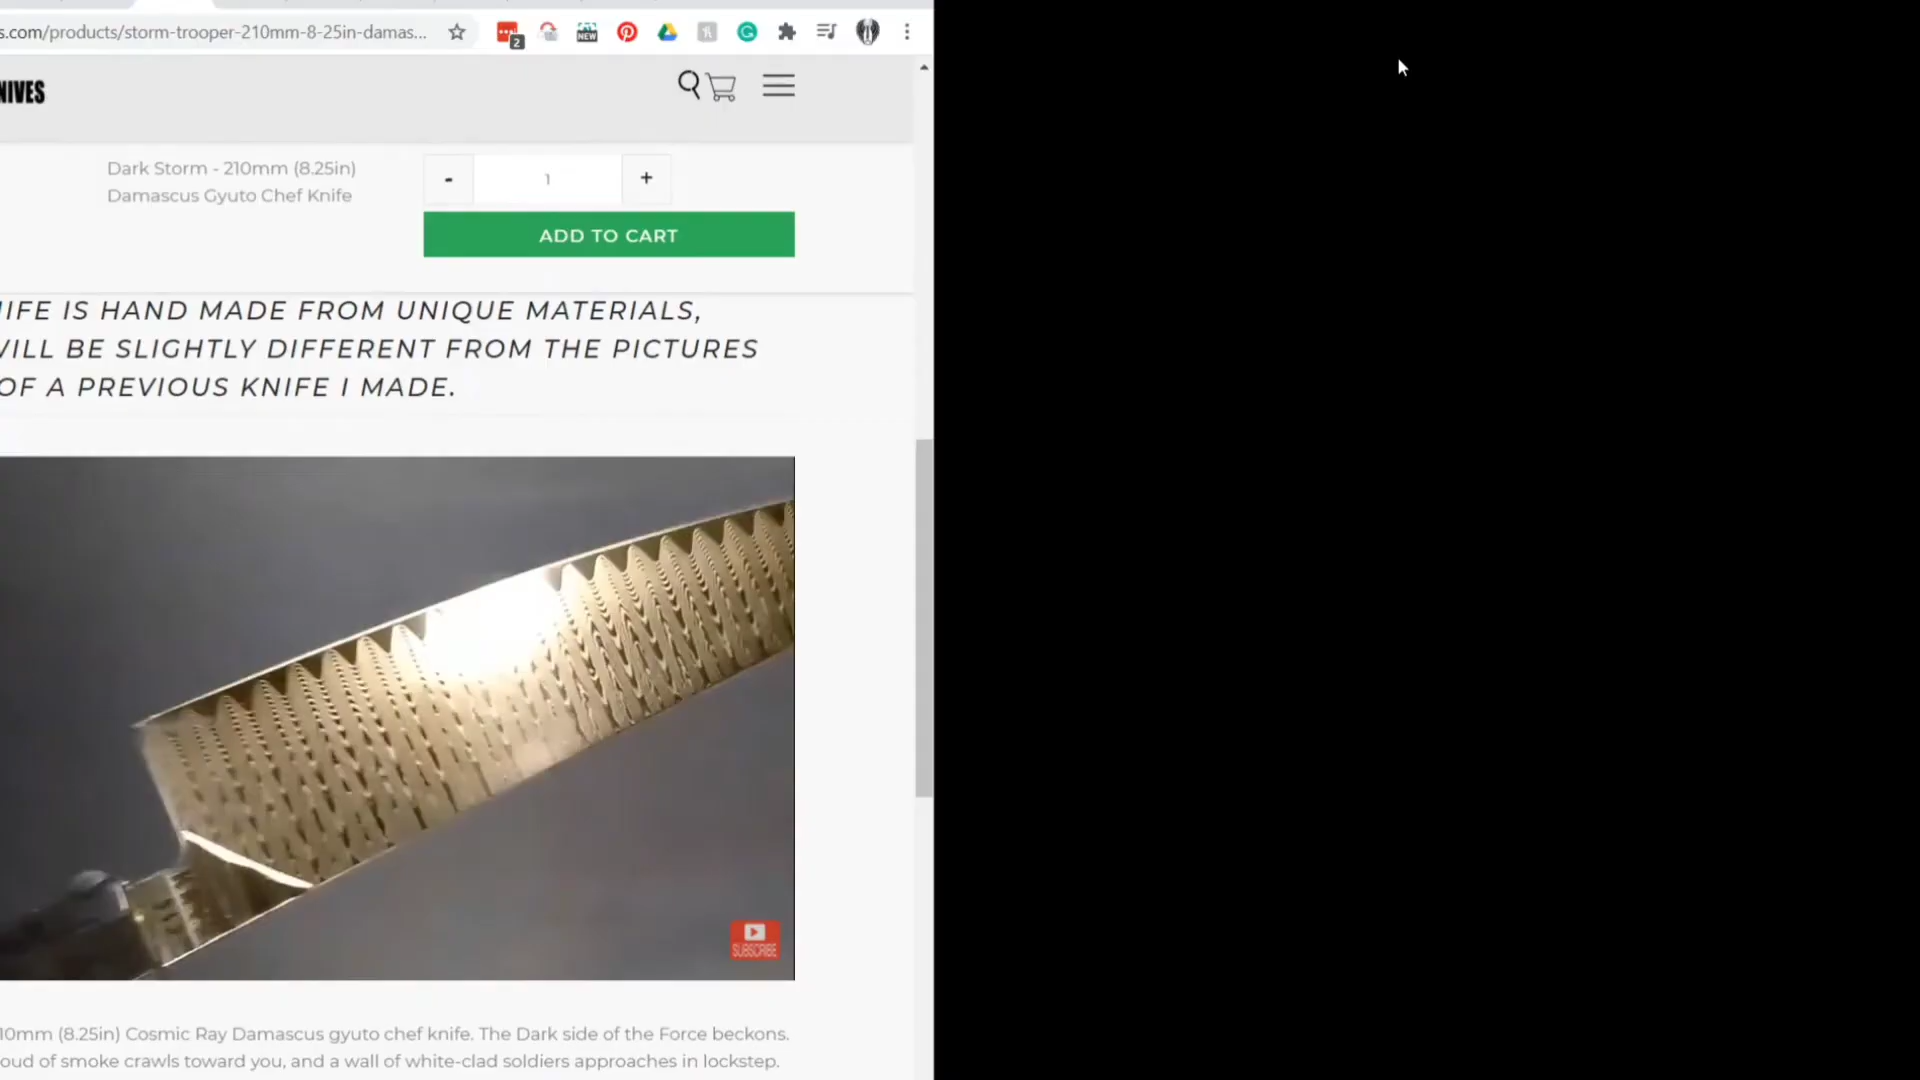 s.com/products/storm-trooper-210mm-8-25in-damas...
2
NEW
NIVES
Dark Storm - 210mm (8.25in)
Damascus Gyuto Chef Knife
- 1 +
ADD TO CART
IFE IS HAND MADE FROM UNIQUE MATERIALS,
WILL BE SLIGHTLY DIFFERENT FROM THE PICTURES
OF A PREVIOUS KNIFE I MADE.
SUBSCRIBE
10mm (8.25in) Cosmic Ray Damascus gyuto chef knife. The Dark side of the Force beckons.
oud of smoke crawls toward you, and a wall of white-clad soldiers approaches in lockstep.